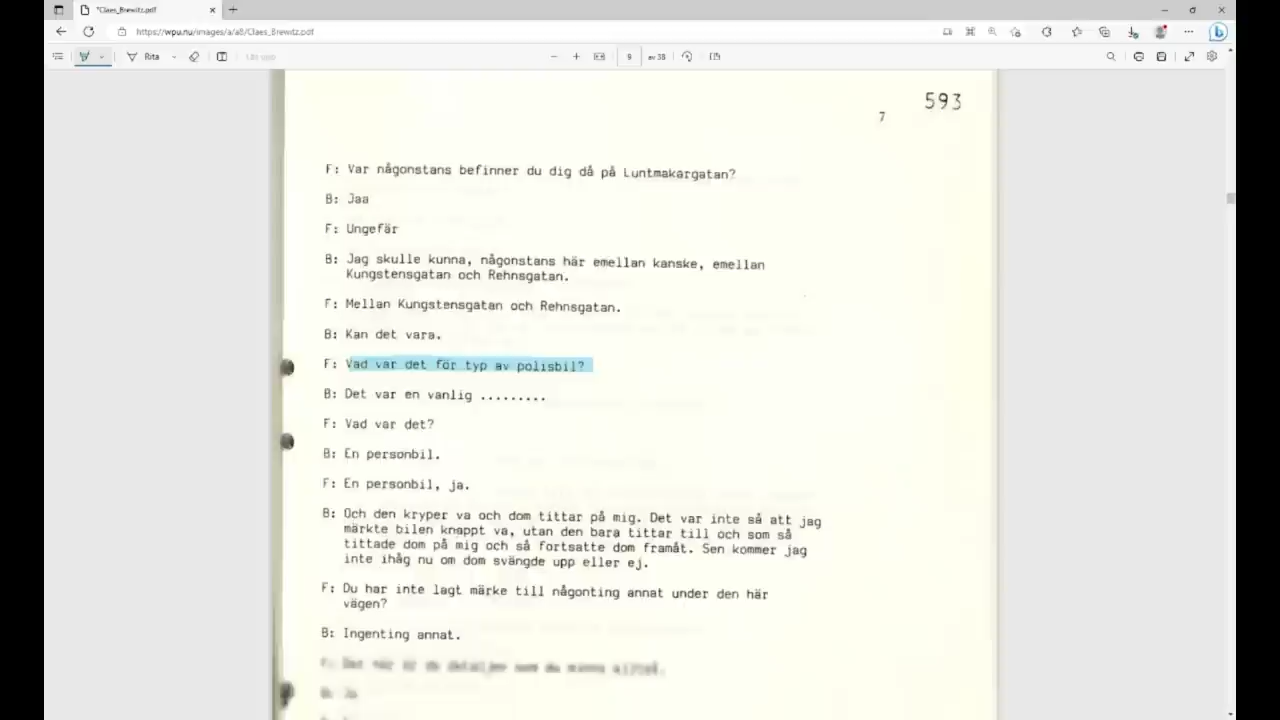 *Claes_Brewitz.pdf
https://wpu.nu/images/a/a8/Claes_Brewitz.pdf
Rita
9 av 38
593
7
F: Var någonstans befinner du dig då på Luntmakargatan?
B: Jaa
F: Ungefär
B: Jag skulle kunna, någonstans här emellan kanske, emellan
Kungstensgatan och Rehnsgatan.
F: Mellan Kungstensgatan och Rehnsgatan.
B: Kan det vara.
F: Vad var det för typ av polisbil?
B: Det var en vanlig .........
F: Vad var det?
B: En personbil.
F: En personbil, ja.
B: Och den kryper va och dom tittar på mig. Det var inte så att jag
märkte bilen knappt va, utan den bara tittar till och som så
tittade dom på mig och så fortsatte dom framåt. Sen kommer jag
inte ihåg nu om dom svängde upp eller ej.
F: Du har inte lagt märke till någonting annat under den här
vägen?
B: Ingenting annat.